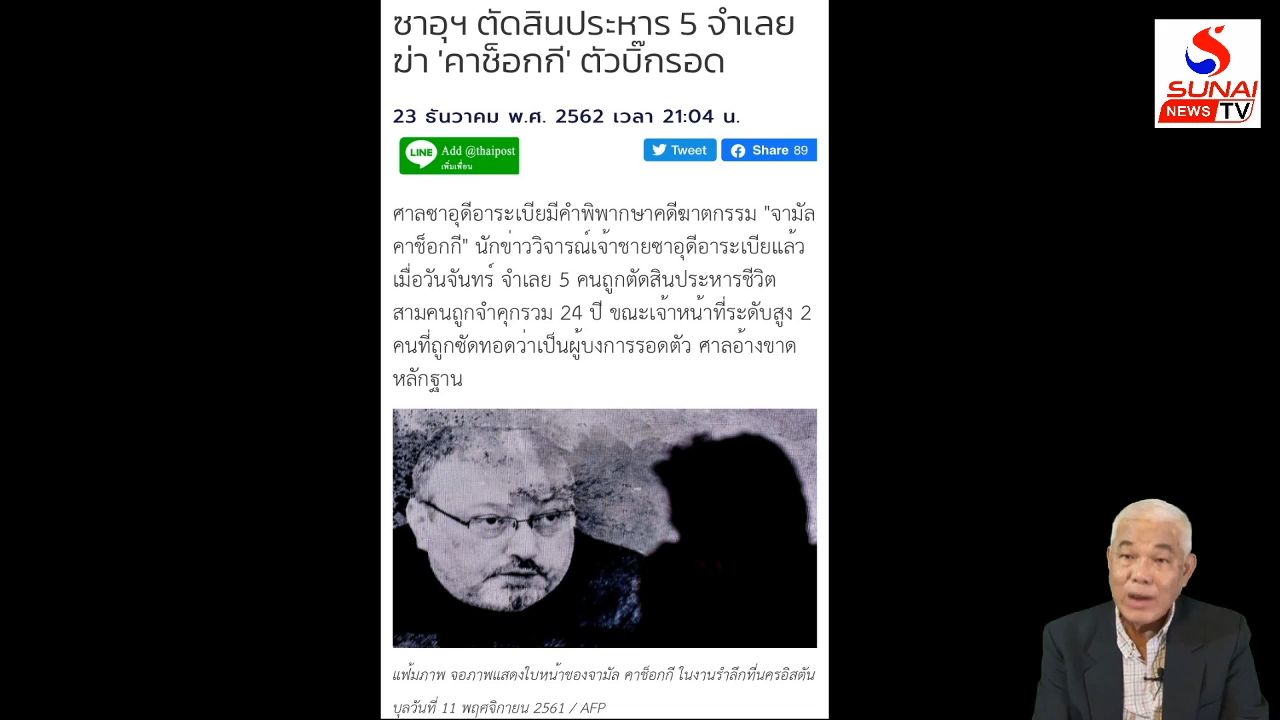 ซาอุฯ ตัดสินประหาร 5 จำเลย
ฆ่า 'คาช็อกกี' ตัวบิ๊กรอด
23 ธันวาคม พ.ศ. 2562 เวลา 21:04 น.
LINE Add @thaipost
เพิ่มเพื่อน
Tweet
Share 89
ศาลซาอุดีอาระเบียมีคำพิพากษาคดีฆาตกรรม "จามัล
คาช็อกกี" นักข่าววิจารณ์เจ้าชายซาอุดีอาระเบียแล้ว
เมื่อวันจันทร์ จำเลย 5 คนถูกตัดสินประหารชีวิต
สามคนถูกจำคุกรวม 24 ปี ขณะเจ้าหน้าที่ระดับสูง 2
คนที่ถูกซัดทอดว่าเป็นผู้บงการรอดตัว ศาลอ้างขาด
หลักฐาน
แฟ้มภาพ จอภาพแสดงใบหน้าของจามัล คาช็อกกี ในงานรำลึกที่นครอิสตัน
บุลวันที่ 11 พฤศจิกายน 2561 / AFP
SUNAI
NEWS TV